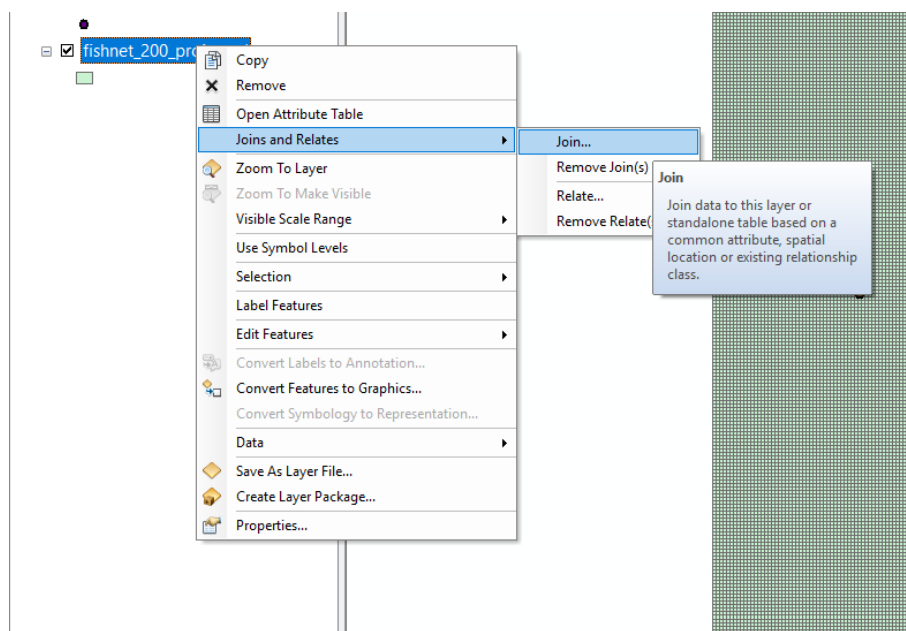 fishnet_200_pro
Copy
Remove
Open Attribute Table
Joins and Relates
Join...
Zoom To Layer
Remove Join(s)
Join
Zoom To Make Visible
Relate...
Join data to this layer or
Visible Scale Range
Remove Relate(
standalone table based on a
common attribute, spatial
Use Symbol Levels
location or existing relationship
class.
Selection
Label Features
Edit Features
Convert Labels to Annotation...
Convert Features to Graphics...
Convert Symbology to Representation...
Data
Save As Layer File...
Create Layer Package...
Properties...